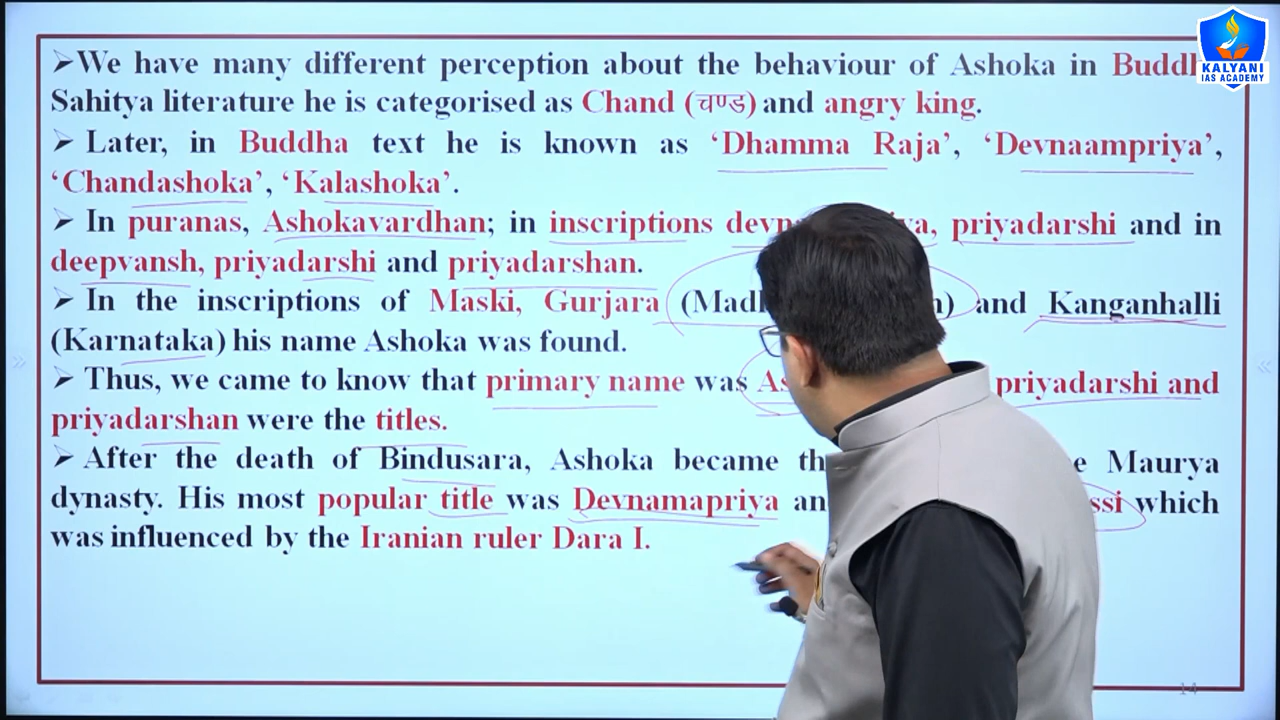 KALYANI
IAS ACADEMY
➤We have many different perception about the behaviour of Ashoka in
Sahitya literature he is categorised as Chand (चण्ड) and angry king.
➤ Later, in Buddha text he is known as ‘Dhamma Raja’, ‘Devnaampriya’,
‘Chandashoka’, ‘Kalashoka’.
➤ In puranas, Ashokavardhan; in inscriptions priyadarshi and in
deepvansh, priyadarshi and priyadarshan.
➤ In the inscriptions of Maski, Gurjara and Kanganhalli
(Karnataka) his name Ashoka was found.
➤ Thus, we came to know that primary name was priyadarshi and
priyadarshan were the titles.
➤ After the death of Bindusara, Ashoka became Maurya
dynasty. His most popular title was Devnamapriya which
was influenced by the Iranian ruler Dara I.
14